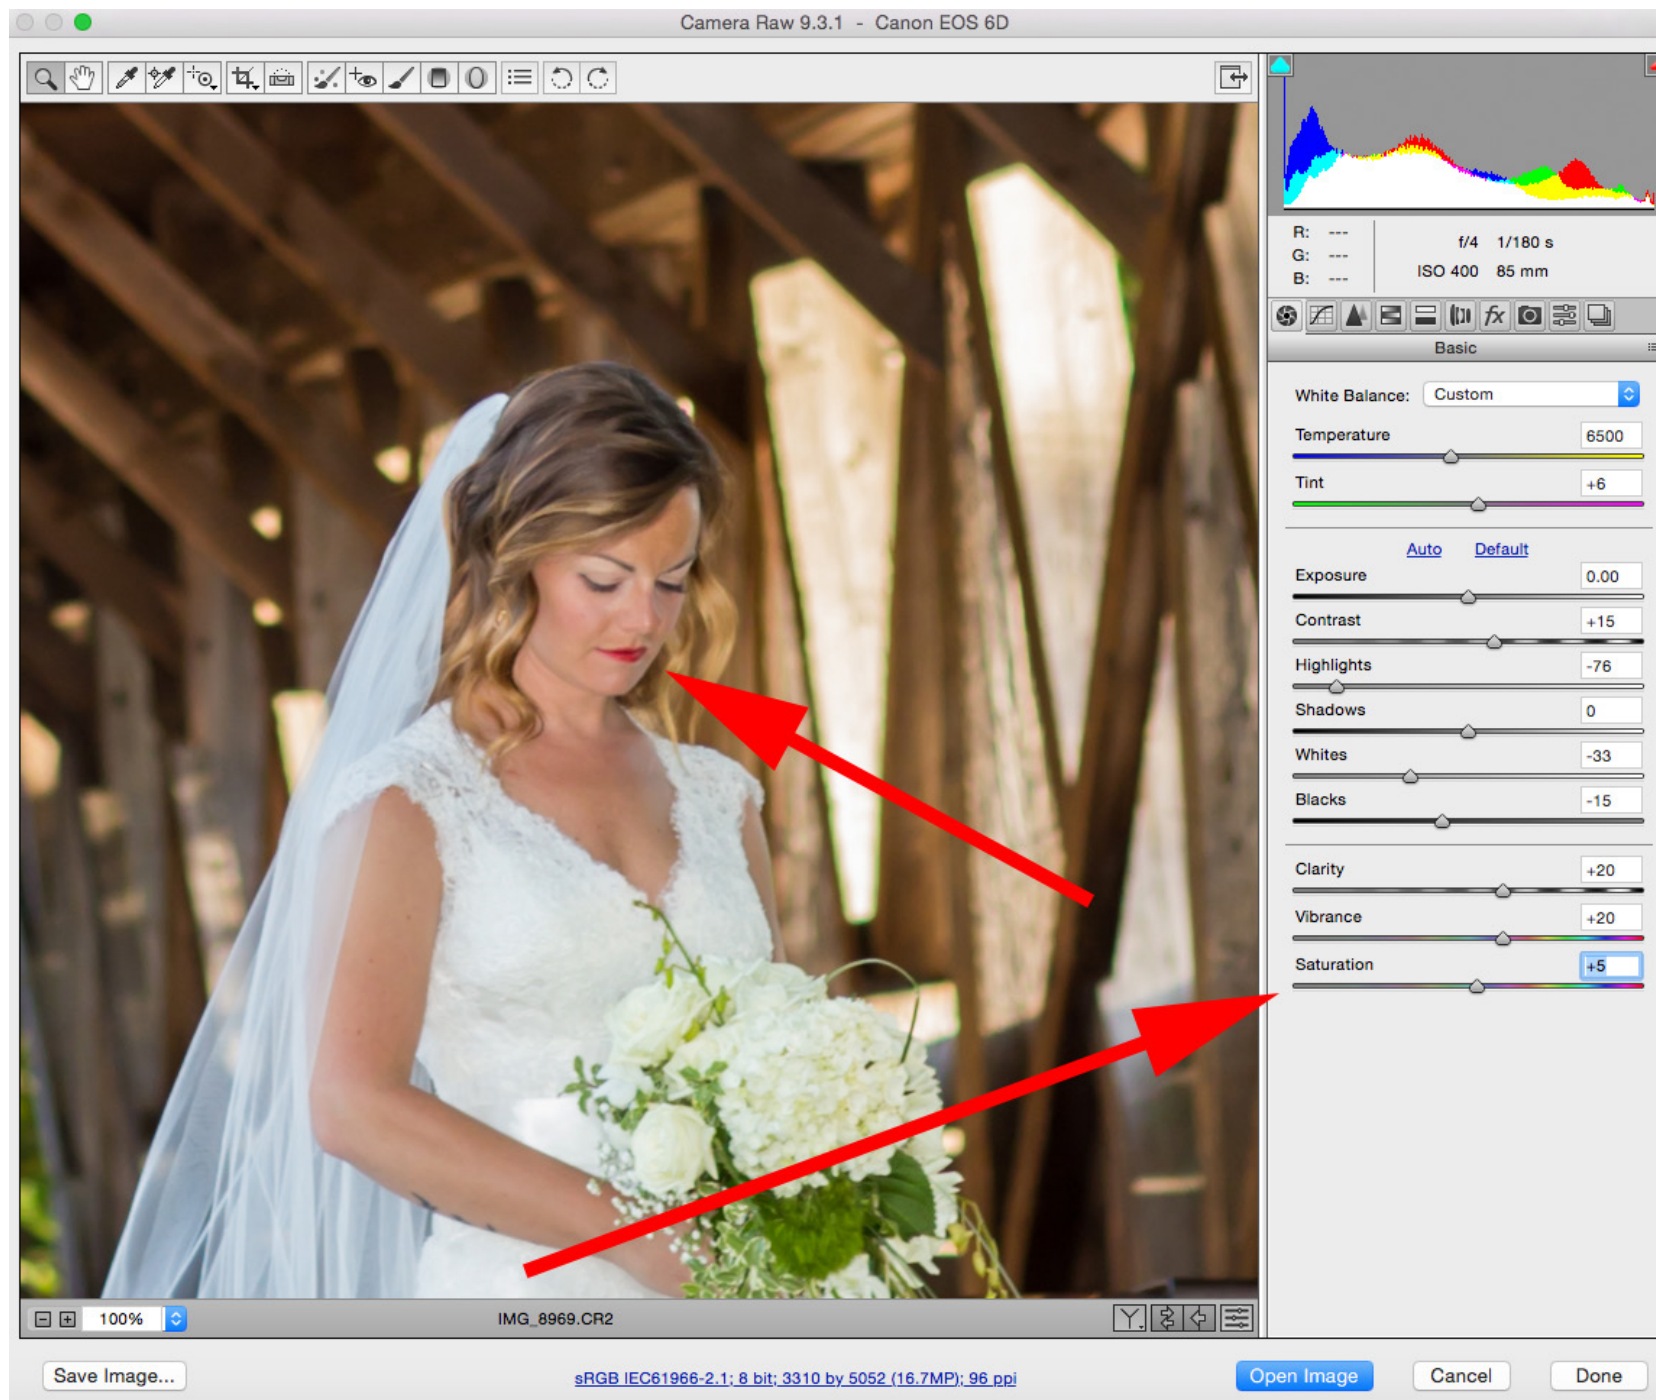 Camera Raw 9.3.1 - Canon EOS 6D
R: ---
G: ---
B: ---
f/4 1/180 s
ISO 400 85 mm
fx
Basic
White Balance: Custom
Temperature 6500
Tint +6
Auto Default
Exposure 0.00
Contrast +15
Highlights -76
Shadows 0
Whites -33
Blacks -15
Clarity +20
Vibrance +20
Saturation +5
100%
IMG_8969.CR2
Y
Save Image...
sRGB IEC61966-2.1; 8 bit; 3310 by 5052 (16.7MP); 96 ppi
Open Image
Cancel
Done